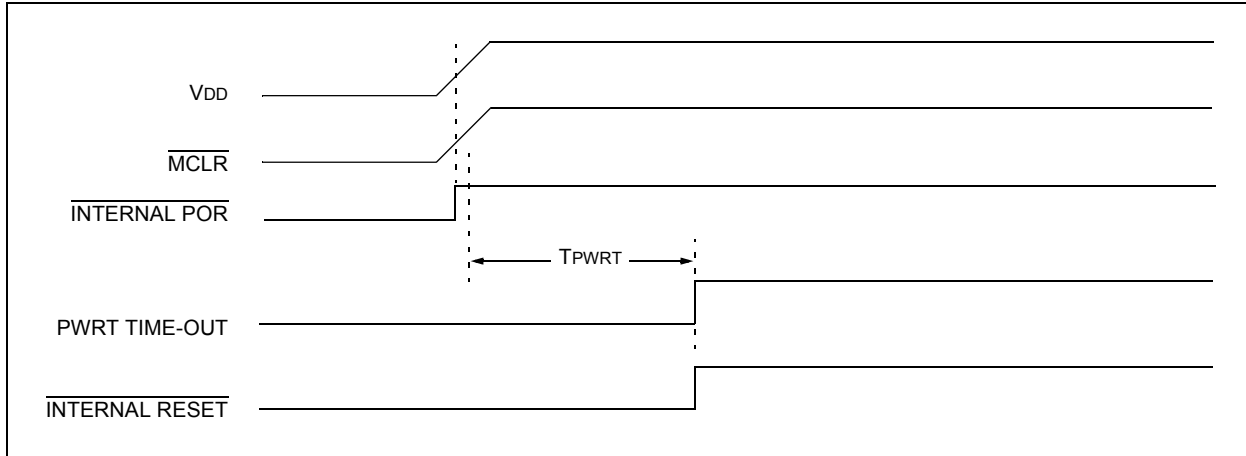 VDD
MCLR
INTERNAL POR
TPWRT
PWRT TIME-OUT
INTERNAL RESET